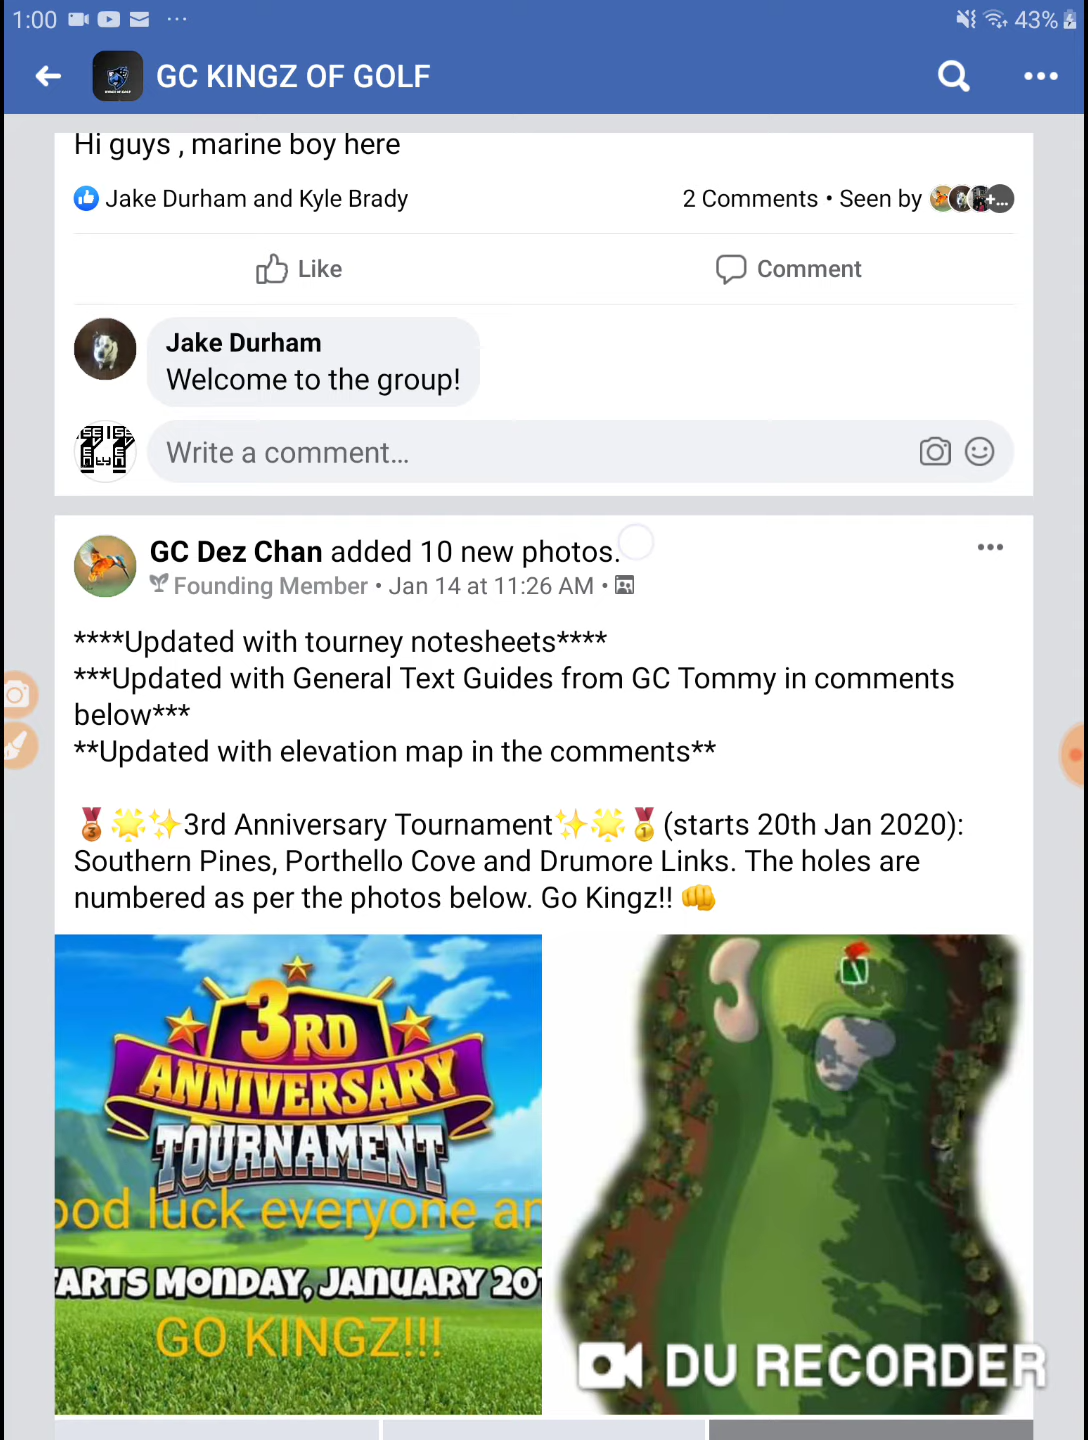 1:00
43%
GC KINGZ OF GOLF
Hi guys , marine boy here
Jake Durham and Kyle Brady
2 Comments • Seen by
+...
Like
Comment
Jake Durham
Welcome to the group!
Write a comment...
GC Dez Chan added 10 new photos.
Founding Member • Jan 14 at 11:26 AM •
****Updated with tourney notesheets****
***Updated with General Text Guides from GC Tommy in comments
below***
**Updated with elevation map in the comments**
🥉🌟✨3rd Anniversary Tournament✨🌟🥇(starts 20th Jan 2020):
Southern Pines, Porthello Cove and Drumore Links. The holes are
numbered as per the photos below. Go Kingz!! 👊
3RD
ANNIVERSARY
TOURNAMENT
ood luck everyone an
TARTS MONDAY, JANUARY 20T
GO KINGZ!!!
DU RECORDER